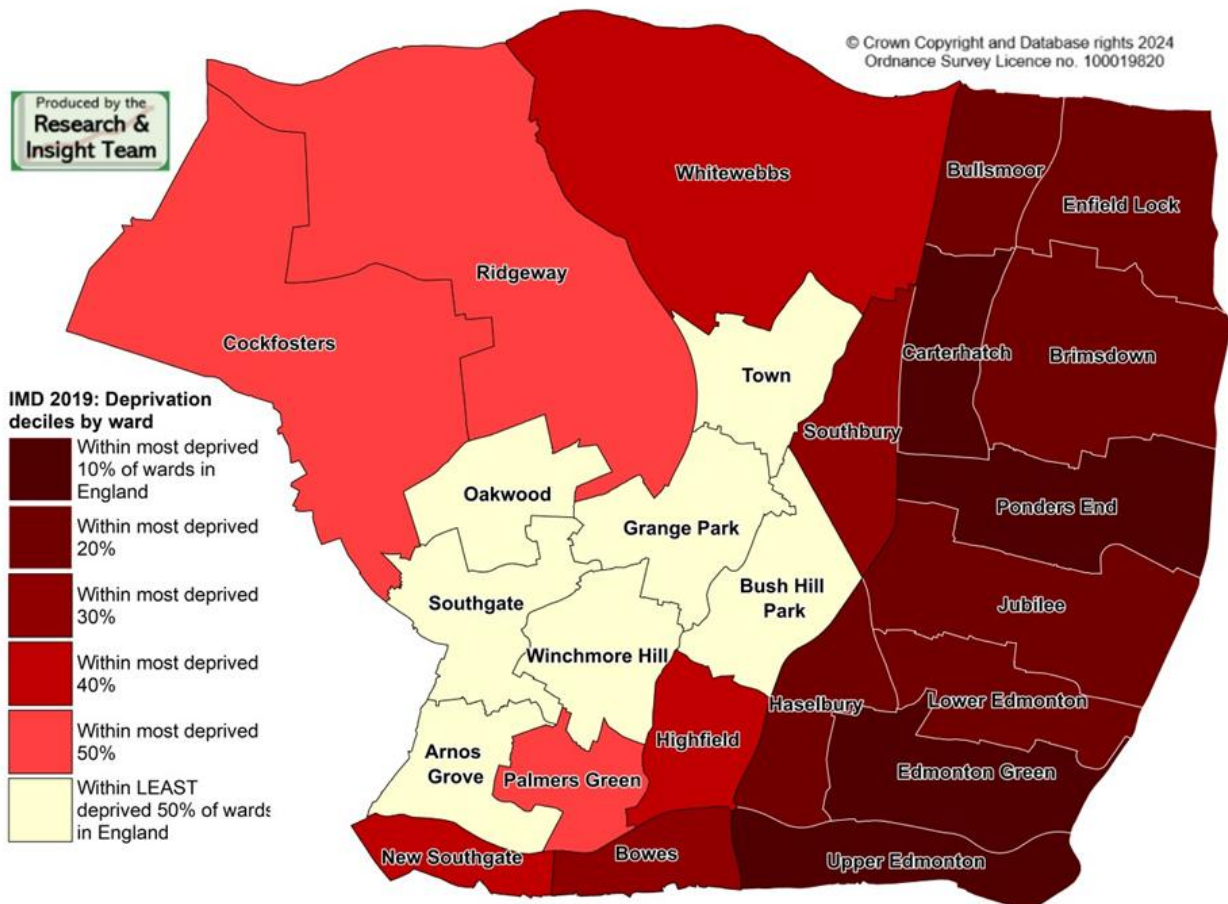 © Crown Copyright and Database rights 2024
Ordnance Survey Licence no. 100019820
Produced by the
Research &
Insight Team
Whitewebbs
Bullsmoor
Enfield Lock
Ridgeway
Cockfosters
Carterhatch
Brimsdown
Town
Southbury
IMD 2019: Deprivation
deciles by ward
Within most deprived
10% of wards in
England
Within most deprived
20%
Within most deprived
30%
Within most deprived
40%
Within most deprived
50%
Within LEAST
deprived 50% of wards
in England
Oakwood
Grange Park
Ponders End
Southgate
Bush Hill
Park
Jubilee
Winchmore Hill
Haselbury
Lower Edmonton
Highfield
Arnos
Grove
Palmers Green
Edmonton Green
New Southgate
Bowes
Upper Edmonton